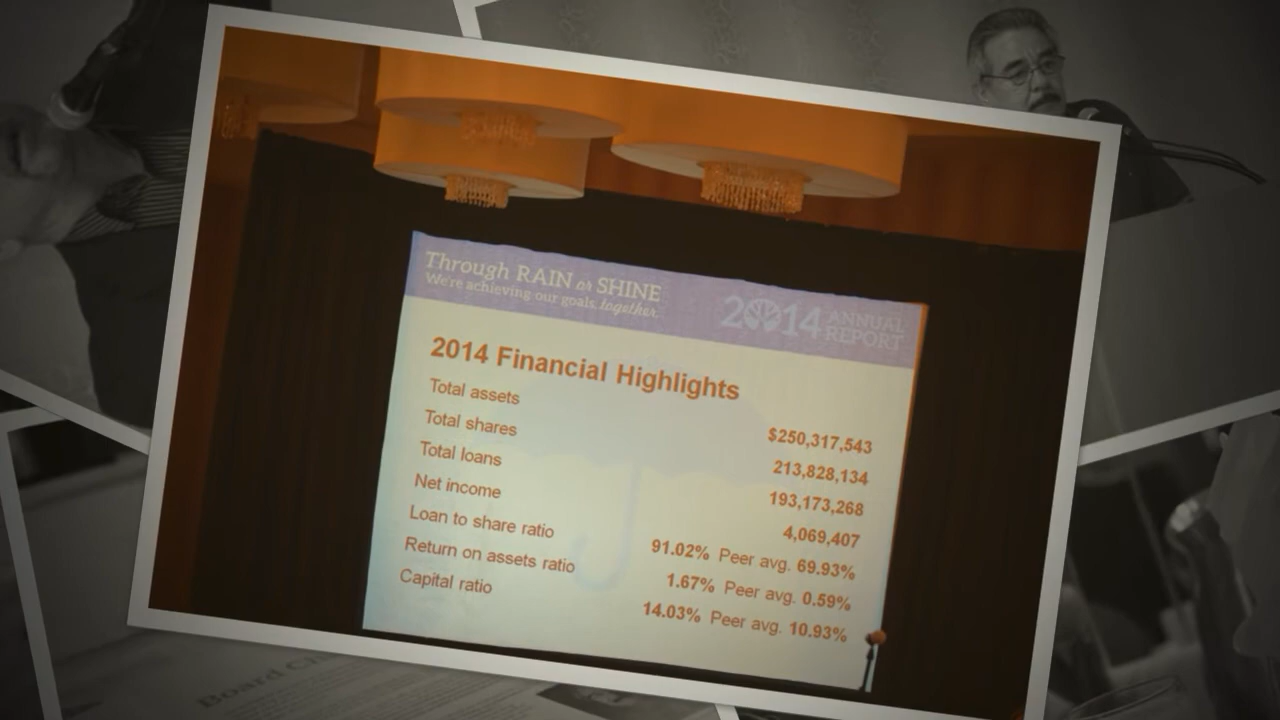 Through RAIN or SHINE
We're achieving our goals, together.
2014 ANNUAL
REPORT
2014 Financial Highlights
Total assets $250,317,543
Total shares 213,828,134
Total loans 193,173,268
Net income 4,069,407
Loan to share ratio 91.02% Peer avg. 69.93%
Return on assets ratio 1.67% Peer avg. 0.59%
Capital ratio 14.03% Peer avg. 10.93%
Board